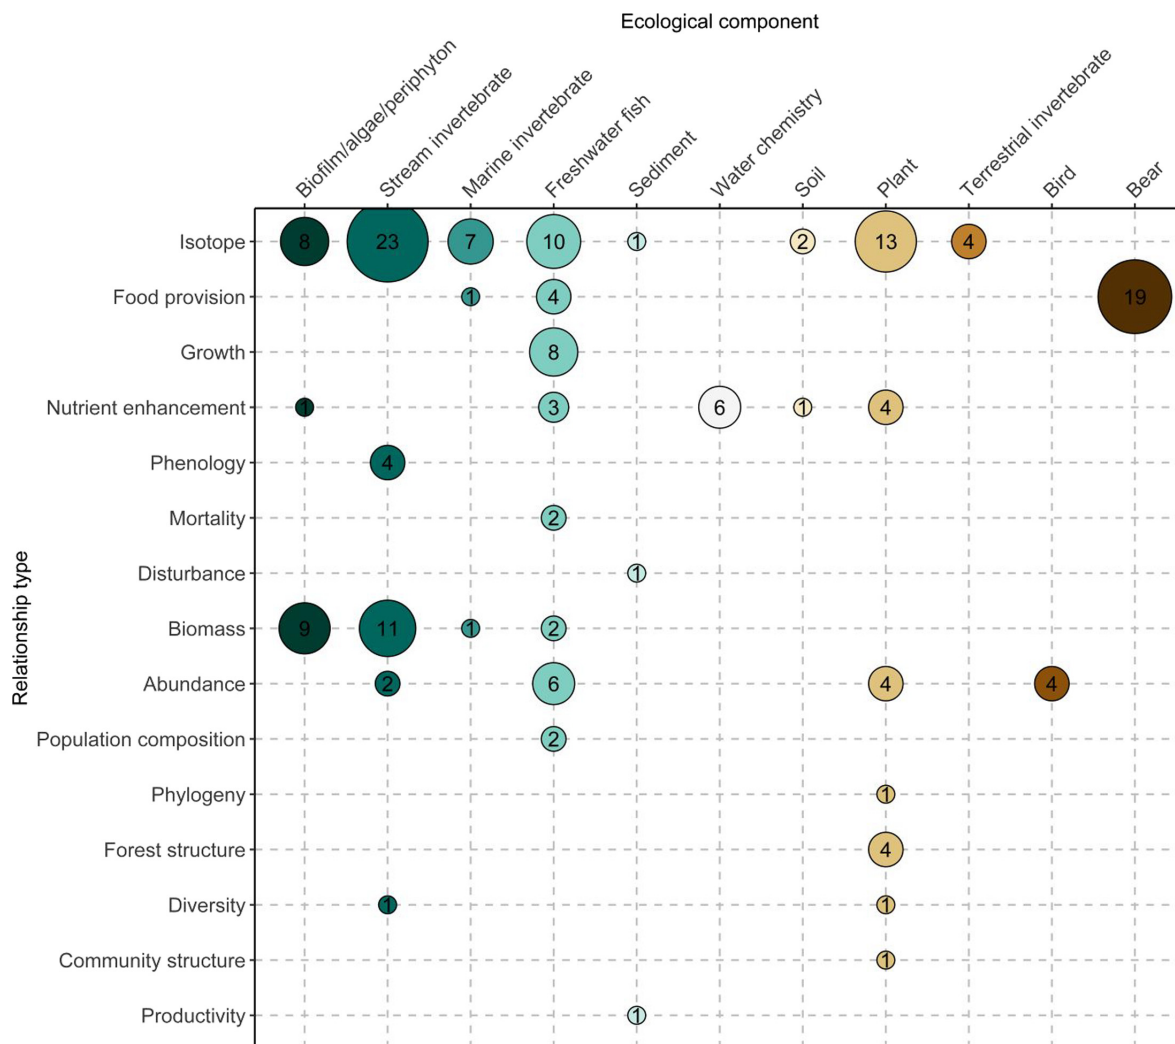 Ecological component
Biofilm/algae/periphyton
Stream invertebrate
Marine invertebrate
Freshwater fish
Sediment
Water chemistry
Soil
Plant
Terrestrial invertebrate
Bird
Bear
Relationship type
Isotope 8 23 7 10 1 2 13 4
Food provision 1 4 19
Growth 8
Nutrient enhancement 1 3 6 1 4
Phenology 4
Mortality 2
Disturbance 1
Biomass 9 11 1 2
Abundance 2 6 4 4
Population composition 2
Phylogeny 1
Forest structure 4
Diversity 1 1
Community structure 1
Productivity 1